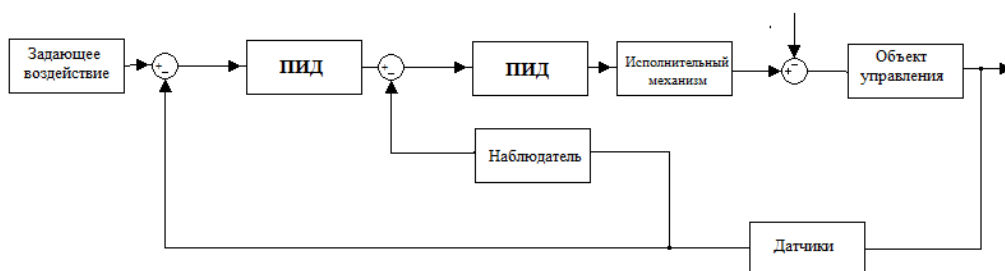 Задающее
воздействие
ПИД
ПИД
Исполнительный
механизм
Объект
управления
Наблюдатель
Датчики